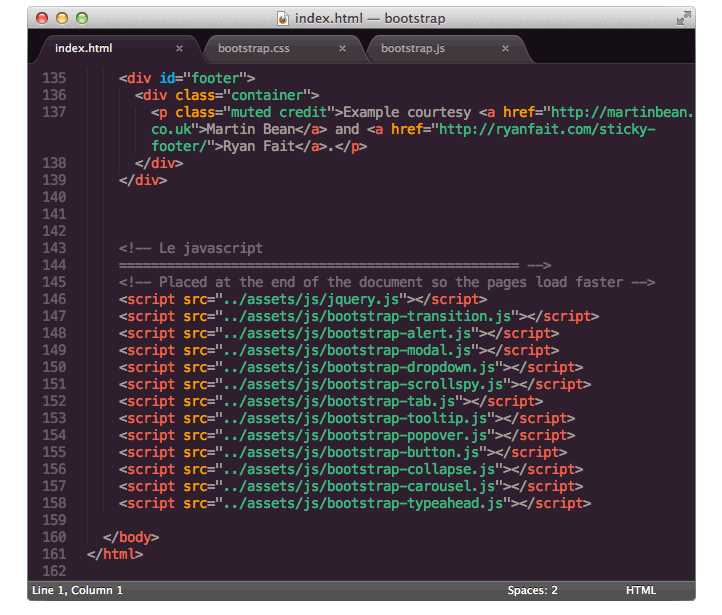 index.html — bootstrap
index.html × bootstrap.css × bootstrap.js ×
135 <div id="footer">
136 <div class="container">
137 <p class="muted credit">Example courtesy <a href="http://martinbean.
co.uk">Martin Bean</a> and <a href="http://ryanfait.com/sticky-
footer/">Ryan Fait</a>.</p>
138 </div>
139 </div>
140
141
142
143 <!-- Le javascript
144 ================================================== -->
145 <!-- Placed at the end of the document so the pages load faster -->
146 <script src="../assets/js/jquery.js"></script>
147 <script src="../assets/js/bootstrap-transition.js"></script>
148 <script src="../assets/js/bootstrap-alert.js"></script>
149 <script src="../assets/js/bootstrap-modal.js"></script>
150 <script src="../assets/js/bootstrap-dropdown.js"></script>
151 <script src="../assets/js/bootstrap-scrollspy.js"></script>
152 <script src="../assets/js/bootstrap-tab.js"></script>
153 <script src="../assets/js/bootstrap-tooltip.js"></script>
154 <script src="../assets/js/bootstrap-popover.js"></script>
155 <script src="../assets/js/bootstrap-button.js"></script>
156 <script src="../assets/js/bootstrap-collapse.js"></script>
157 <script src="../assets/js/bootstrap-carousel.js"></script>
158 <script src="../assets/js/bootstrap-typeahead.js"></script>
159
160 </body>
161 </html>
162
Line 1, Column 1 Spaces: 2 HTML